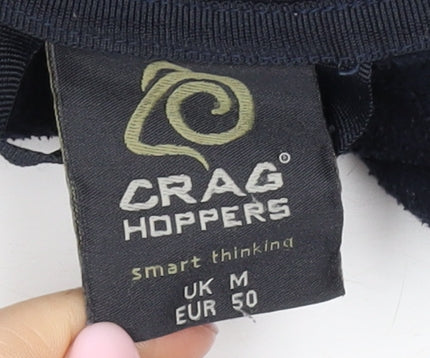 CRAG®
HOPPERS
smart thinking
UK M
EUR 50